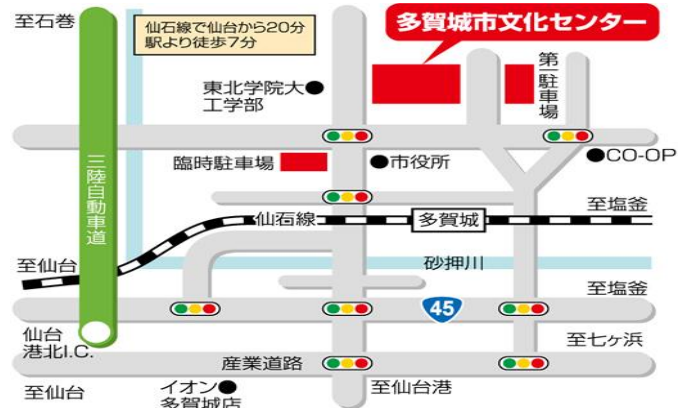 至石巻
仙石線で仙台から20分
駅より徒歩7分
多賀城市文化センター
東北学院大
工学部
第一駐車場
臨時駐車場
市役所
CO-OP
三陸自動車道
仙石線
多賀城
至塩釜
至仙台
砂押川
至塩釜
45
仙台
港北I.C.
至七ヶ浜
産業道路
至仙台
イオン
多賀城店
至仙台港